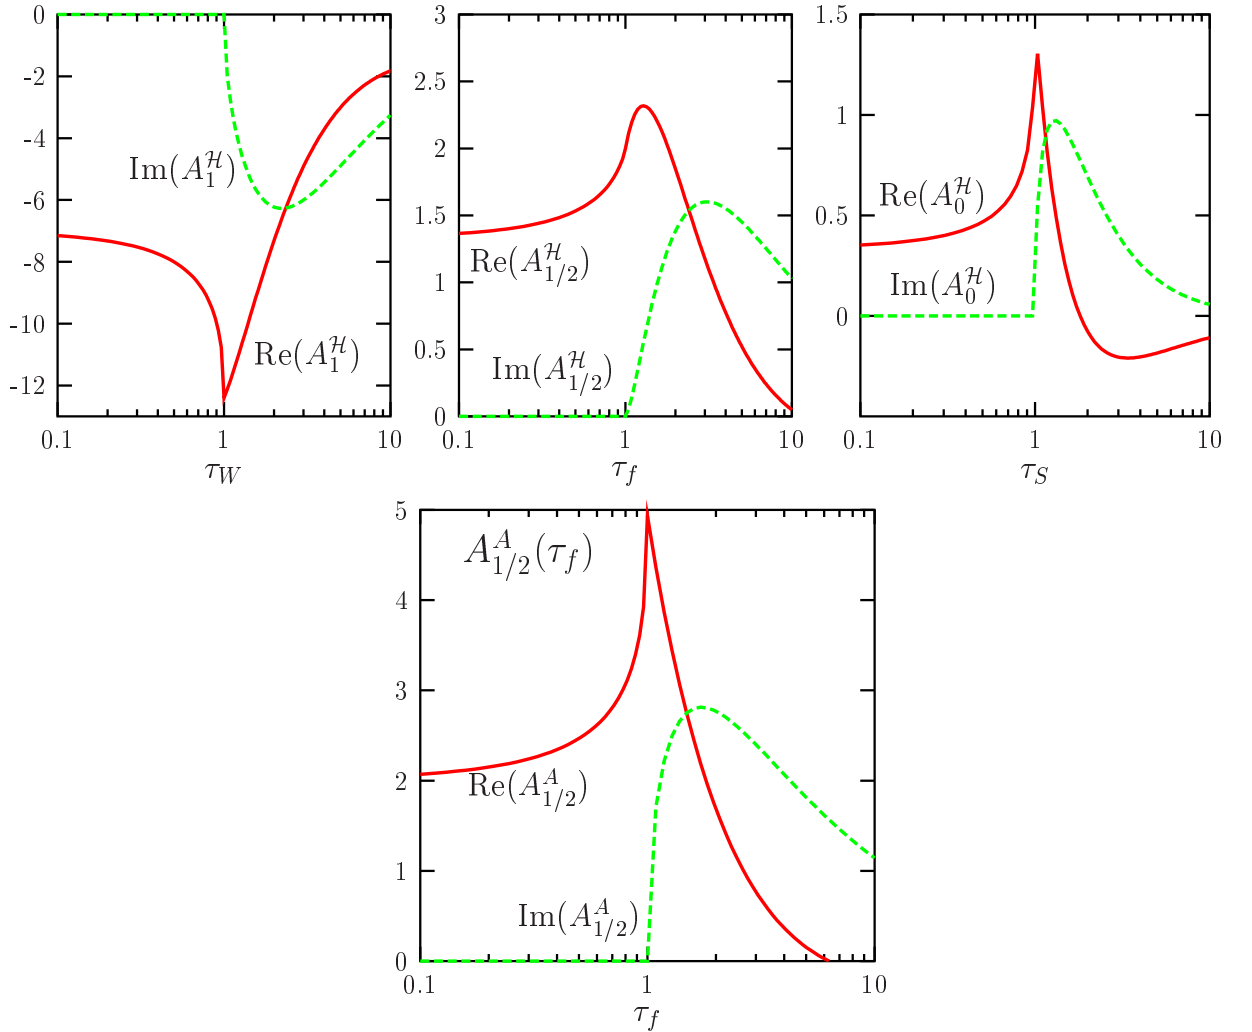 0
-2
-4
-6
-8
-10
-12
0.1
1
10
τ_W
Im(A_1^ℋ)
Re(A_1^ℋ)
3
2.5
2
1.5
1
0.5
0
0.1
1
10
τ_f
Re(A_{1/2}^ℋ)
Im(A_{1/2}^ℋ)
1.5
1
0.5
0
0.1
1
10
τ_S
Re(A_0^ℋ)
Im(A_0^ℋ)
5
4
3
2
1
0
0.1
1
10
τ_f
A_{1/2}^A(τ_f)
Re(A_{1/2}^A)
Im(A_{1/2}^A)